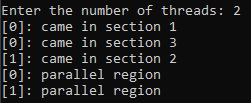 Enter the number of threads: 2
[0]: came in section 1
[0]: came in section 3
[1]: came in section 2
[0]: parallel region
[1]: parallel region